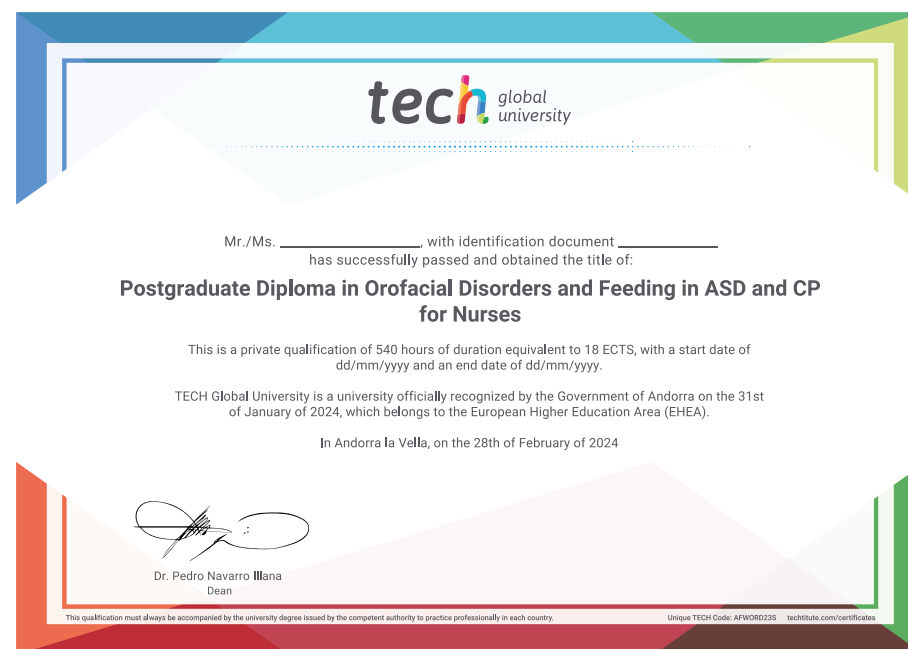 tech global
university
Mr./Ms. ____________________, with identification document ______________
has successfully passed and obtained the title of:
Postgraduate Diploma in Orofacial Disorders and Feeding in ASD and CP
for Nurses
This is a private qualification of 540 hours of duration equivalent to 18 ECTS, with a start date of
dd/mm/yyyy and an end date of dd/mm/yyyy.
TECH Global University is a university officially recognized by the Government of Andorra on the 31st
of January of 2024, which belongs to the European Higher Education Area (EHEA).
In Andorra la Vella, on the 28th of February of 2024
Dr. Pedro Navarro Illana
Dean
This qualification must always be accompanied by the university degree issued by the competent authority to practice professionally in each country.
Unique TECH Code: AFWORD23S techtitute.com/certificates